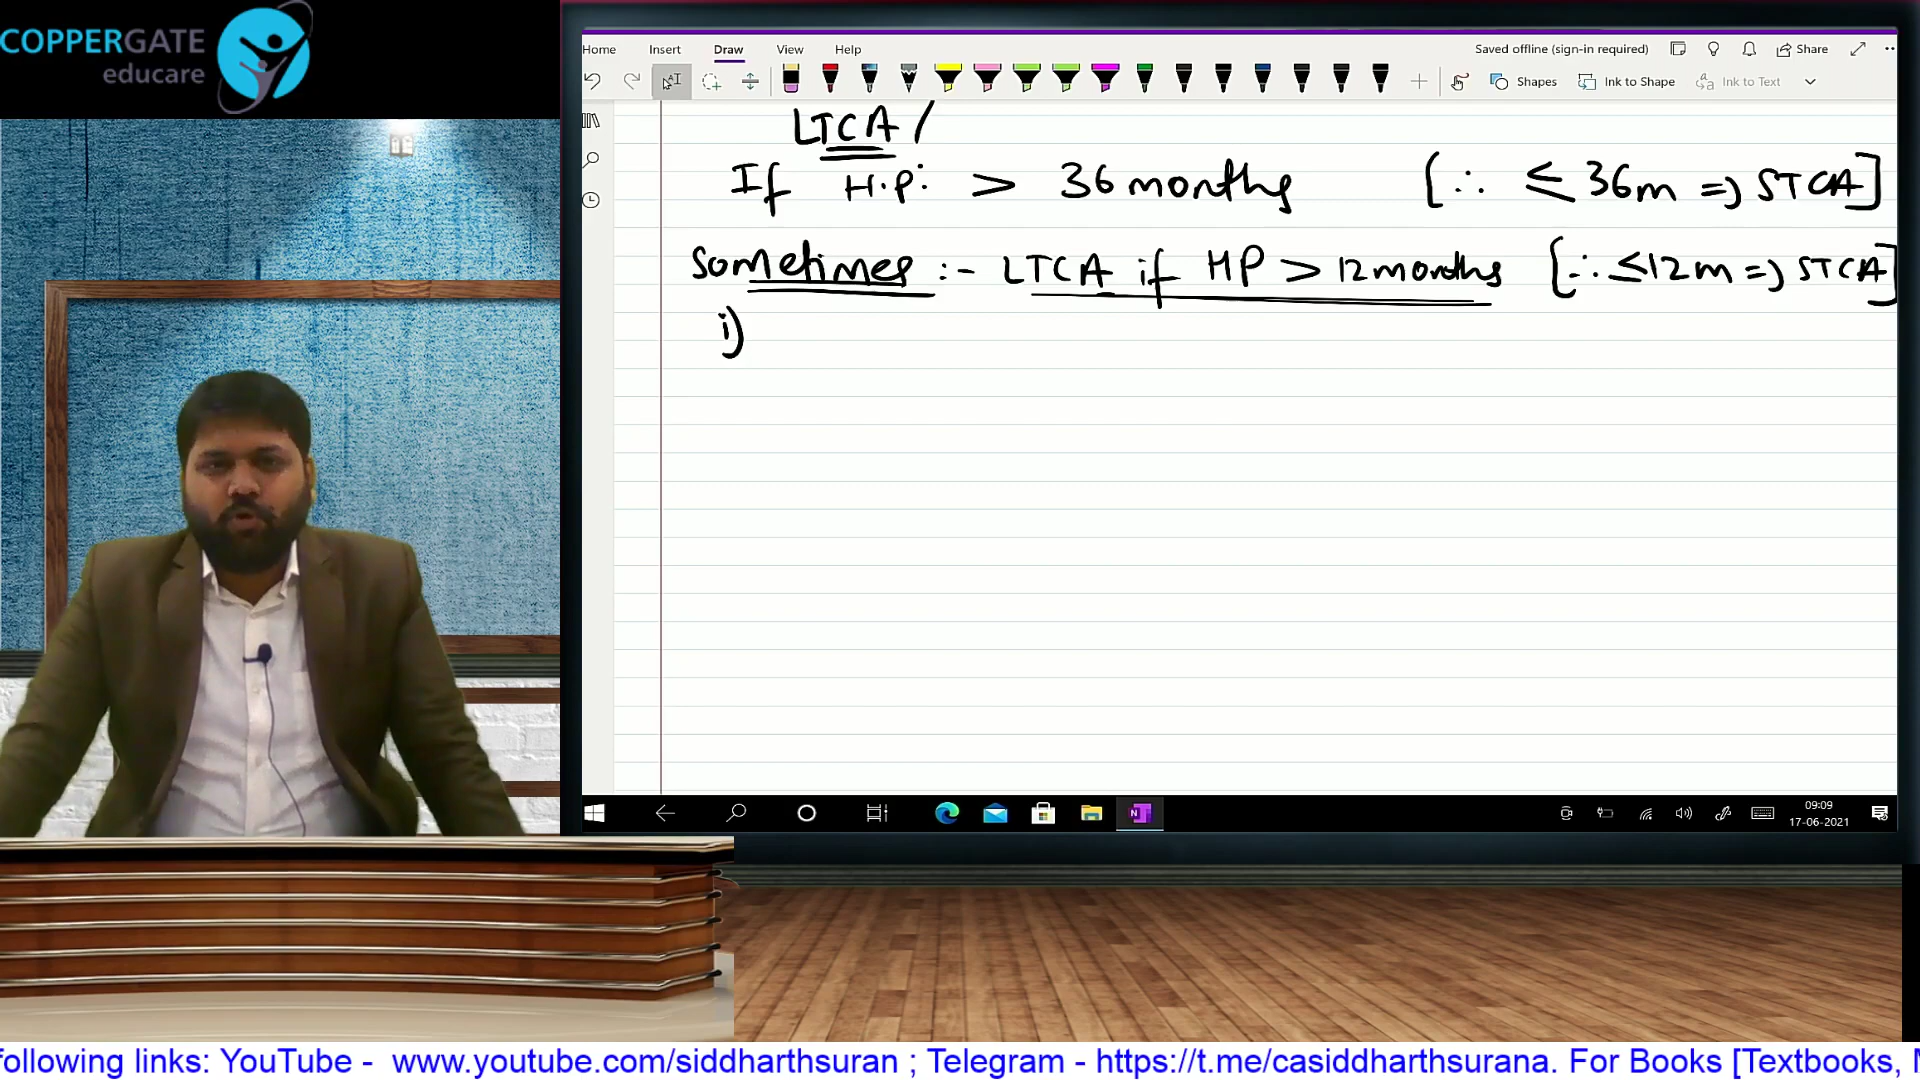 COPPERGATE
educare
Home Insert Draw View Help Saved offline (sign-in required) Share
Shapes Ink to Shape Ink to Text
LTCA /
If H.P. > 36 months [∴ ≤ 36m => STCA]
Sometimes :- LTCA if HP > 12 months [∴ ≤ 12m => STCA]
i)
09:09
17-06-2021
following links: YouTube - www.youtube.com/siddharthsuran ; Telegram - https://t.me/casiddharthsurana. For Books [Textbooks,